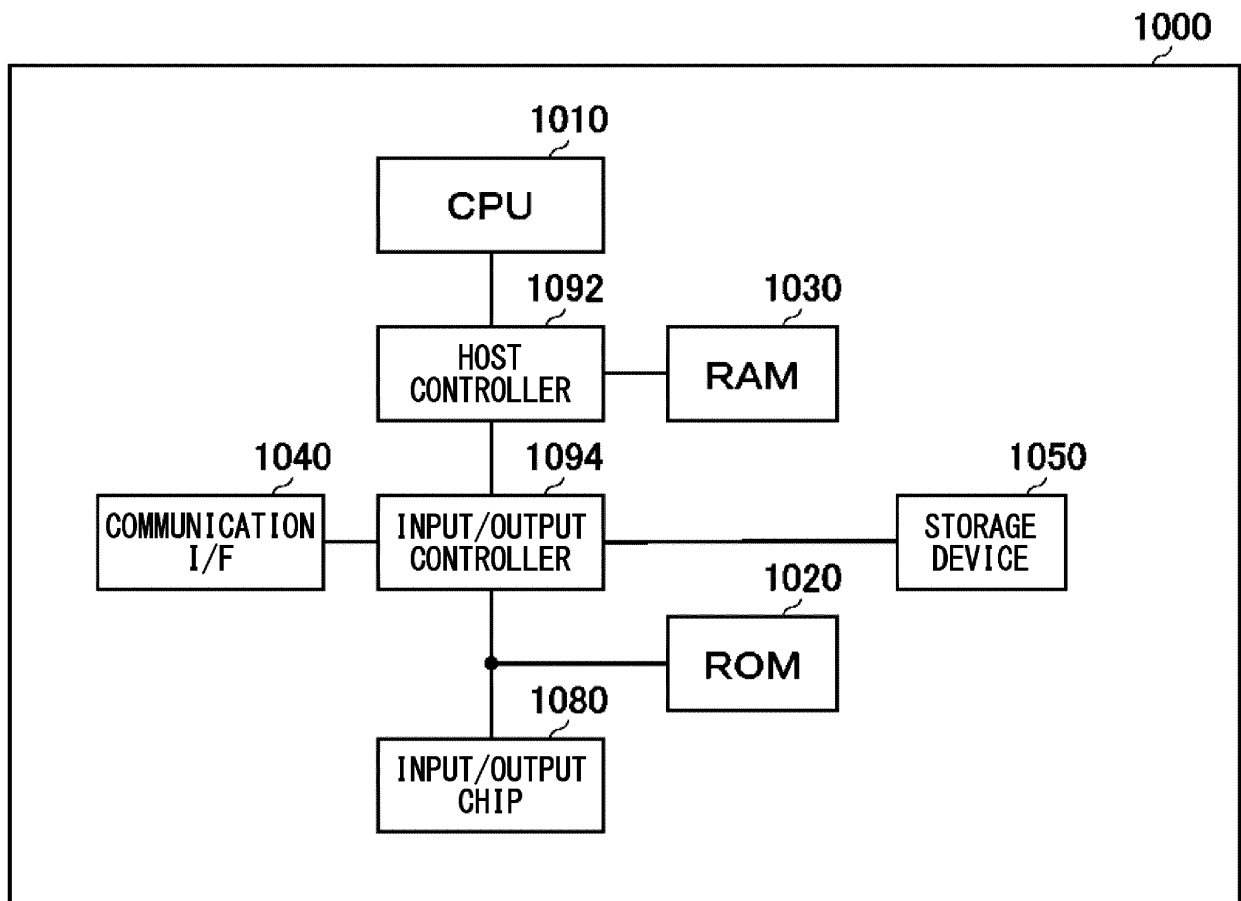 1000
1010
CPU
1092
1030
HOST
CONTROLLER
RAM
1040
1094
1050
COMMUNICATION
I/F
INPUT/OUTPUT
CONTROLLER
STORAGE
DEVICE
1020
ROM
1080
INPUT/OUTPUT
CHIP